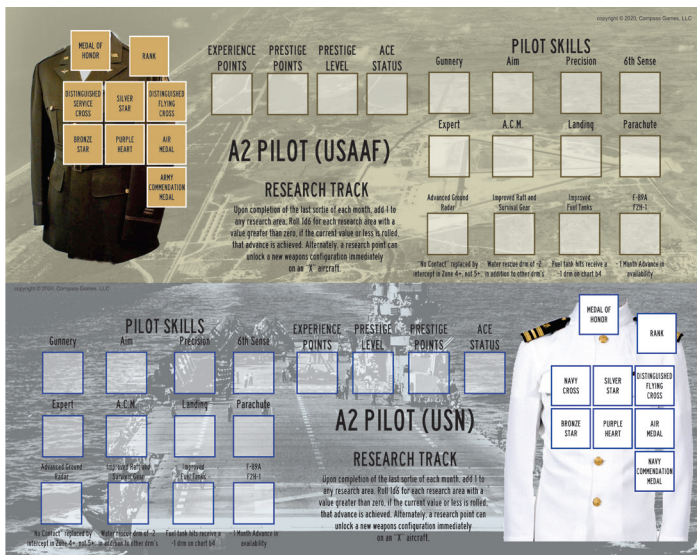 copyright © 2020, Compass Games, LLC
MEDAL OF
HONOR
RANK
DISTINGUISHED
SERVICE
CROSS
SILVER
STAR
DISTINGUISHED
FLYING
CROSS
BRONZE
STAR
PURPLE
HEART
AIR
MEDAL
ARMY
COMMENDATION
MEDAL
EXPERIENCE
POINTS
PRESTIGE
POINTS
PRESTIGE
LEVEL
ACE
STATUS
PILOT SKILLS
Gunnery
Aim
Precision
6th Sense
Expert
A.C.M.
Landing
Parachute
A2 PILOT (USAAF)
RESEARCH TRACK
Upon completion of the last sortie of each month, add 1 to
any research area. Roll 1d6 for each research area with a
value greater than zero, if the current value or less is rolled,
that advance is achieved. Alternately, a research point can
unlock a new weapons configuration immediately
on an "X" aircraft.
Advanced Ground
Radar
Improved Raft and
Survival Gear
Improved
Fuel Tanks
F-89A
F2H-1
"No Contact" replaced by
intercept in Zone 4+, not 5+.
Water rescue drm of -2
in addition to other drm's
Fuel tank hits receive a
-1 drm on chart b4
-1 Month Advance in
availability
copyright © 2020, Compass Games, LLC
PILOT SKILLS
Gunnery
Aim
Precision
6th Sense
Expert
A.C.M.
Landing
Parachute
Advanced Ground
Radar
Improved Raft and
Survival Gear
Improved
Fuel Tanks
F-89A
F2H-1
"No Contact" replaced by
intercept in Zone 4+, not 5+.
Water rescue drm of -2
in addition to other drm's
Fuel tank hits receive a
-1 drm on chart b4
-1 Month Advance in
availability
EXPERIENCE
POINTS
PRESTIGE
LEVEL
PRESTIGE
POINTS
ACE
STATUS
A2 PILOT (USN)
RESEARCH TRACK
Upon completion of the last sortie of each month, add 1 to
any research area. Roll 1d6 for each research area with a
value greater than zero, if the current value or less is rolled,
that advance is achieved. Alternately, a research point can
unlock a new weapons configuration immediately
on an "X" aircraft.
MEDAL OF
HONOR
RANK
NAVY
CROSS
SILVER
STAR
DISTINGUISHED
FLYING
CROSS
BRONZE
STAR
PURPLE
HEART
AIR
MEDAL
NAVY
COMMENDATION
MEDAL